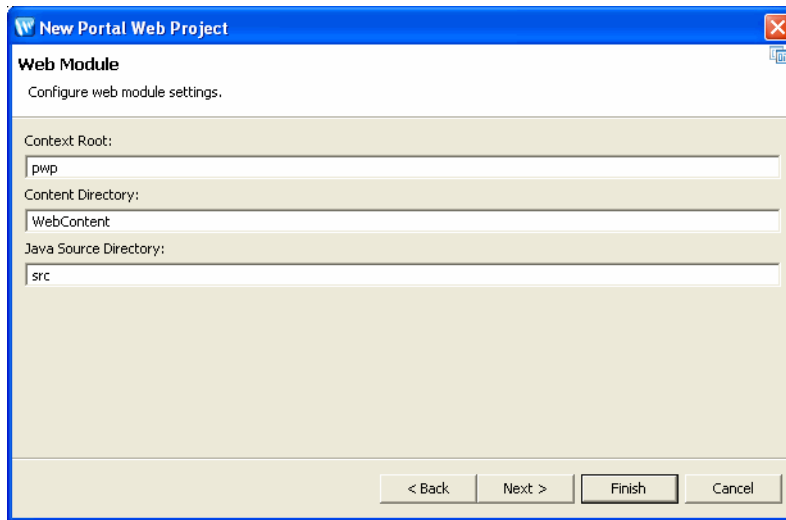 New Portal Web Project
Web Module
Configure web module settings.
Context Root:
pwp
Content Directory:
WebContent
Java Source Directory:
src
< Back Next > Finish Cancel